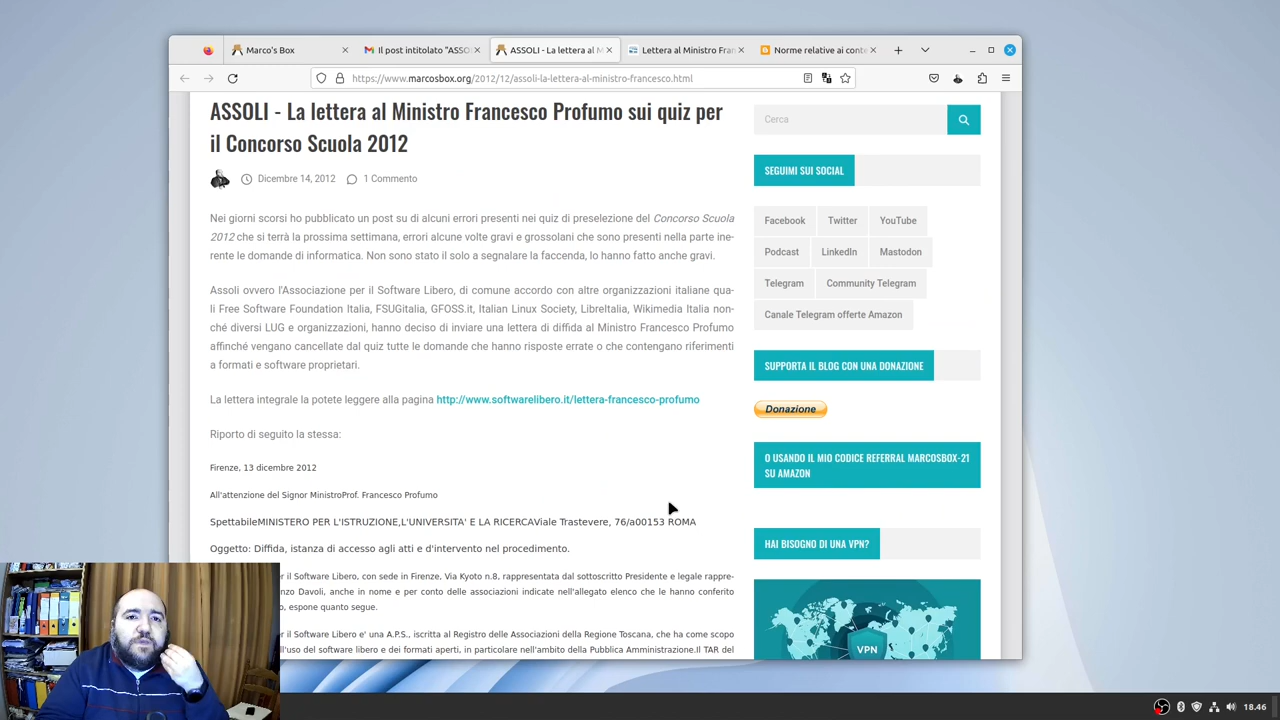 Marco's Box
Il post intitolato "ASSO
ASSOLI - La lettera al M
Lettera al Ministro Fran
Norme relative ai conte
https://www.marcosbox.org/2012/12/assoli-la-lettera-al-ministro-francesco.html
ASSOLI - La lettera al Ministro Francesco Profumo sui quiz per
il Concorso Scuola 2012
Dicembre 14, 2012
1 Commento
Nei giorni scorsi ho pubblicato un post su di alcuni errori presenti nei quiz di preselezione del Concorso Scuola
2012 che si terrà la prossima settimana, errori alcune volte gravi e grossolani che sono presenti nella parte ine-
rente le domande di informatica. Non sono stato il solo a segnalare la faccenda, lo hanno fatto anche gravi.
Assoli ovvero l'Associazione per il Software Libero, di comune accordo con altre organizzazioni italiane qua-
li Free Software Foundation Italia, FSUGitalia, GFOSS.it, Italian Linux Society, LibreItalia, Wikimedia Italia non-
ché diversi LUG e organizzazioni, hanno deciso di inviare una lettera di diffida al Ministro Francesco Profumo
affinché vengano cancellate dal quiz tutte le domande che hanno risposte errate o che contengano riferimenti
a formati e software proprietari.
La lettera integrale la potete leggere alla pagina http://www.softwarelibero.it/lettera-francesco-profumo
Riporto di seguito la stessa:
Firenze, 13 dicembre 2012
All'attenzione del Signor MinistroProf. Francesco Profumo
SpettabileMINISTERO PER L'ISTRUZIONE,L'UNIVERSITA' E LA RICERCAViale Trastevere, 76/a00153 ROMA
Oggetto: Diffida, istanza di accesso agli atti e d'intervento nel procedimento.
r il Software Libero, con sede in Firenze, Via Kyoto n.8, rappresentata dal sottoscritto Presidente e legale rappre-
nzo Davoli, anche in nome e per conto delle associazioni indicate nell'allegato elenco che le hanno conferito
o, espone quanto segue.
r il Software Libero e' una A.P.S., iscritta al Registro delle Associazioni della Regione Toscana, che ha come scopo
ll'uso del software libero e dei formati aperti, in particolare nell'ambito della Pubblica Amministrazione.Il TAR del
Cerca
SEGUIMI SUI SOCIAL
Facebook
Twitter
YouTube
Podcast
LinkedIn
Mastodon
Telegram
Community Telegram
Canale Telegram offerte Amazon
SUPPORTA IL BLOG CON UNA DONAZIONE
Donazione
O USANDO IL MIO CODICE REFERRAL MARCOSBOX-21
SU AMAZON
HAI BISOGNO DI UNA VPN?
VPN
18.46